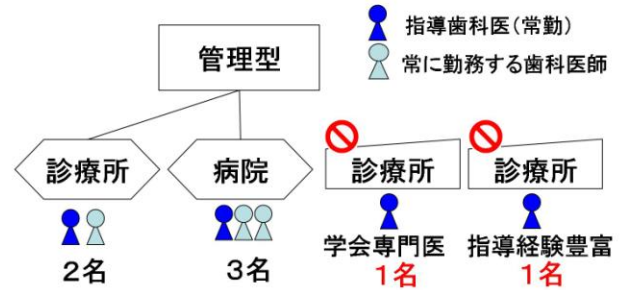 指導歯科医(常勤)
常に勤務する歯科医師
管理型
診療所
病院
診療所
診療所
2名
3名
学会専門医
1名
指導経験豊富
1名